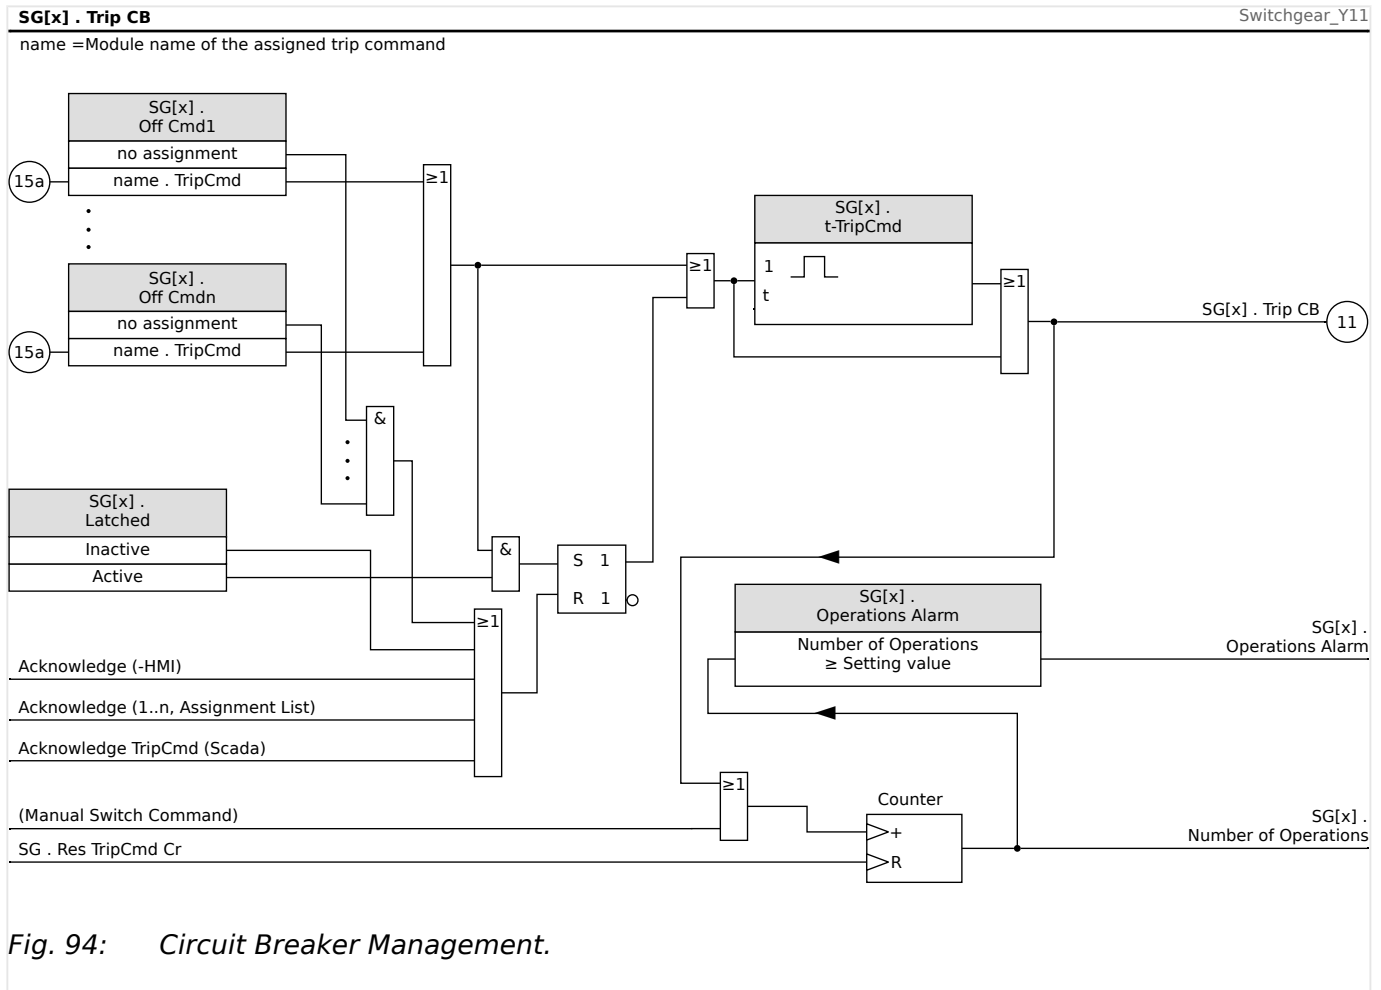 SG[x] . Trip CB
Switchgear_Y11
name =Module name of the assigned trip command
SG[x] .
Off Cmd1
no assignment
15a
name . TripCmd
≥1
SG[x] .
Off Cmdn
no assignment
15a
name . TripCmd
≥1
SG[x] .
t-TripCmd
1
t
≥1
SG[x] . Trip CB
11
&
SG[x] .
Latched
Inactive
Active
&
S 1
R 1
≥1
Acknowledge (-HMI)
Acknowledge (1..n, Assignment List)
Acknowledge TripCmd (Scada)
SG[x] .
Operations Alarm
Number of Operations
≥ Setting value
SG[x] .
Operations Alarm
≥1
(Manual Switch Command)
SG . Res TripCmd Cr
Counter
+
R
SG[x] .
Number of Operations
Fig. 94: Circuit Breaker Management.